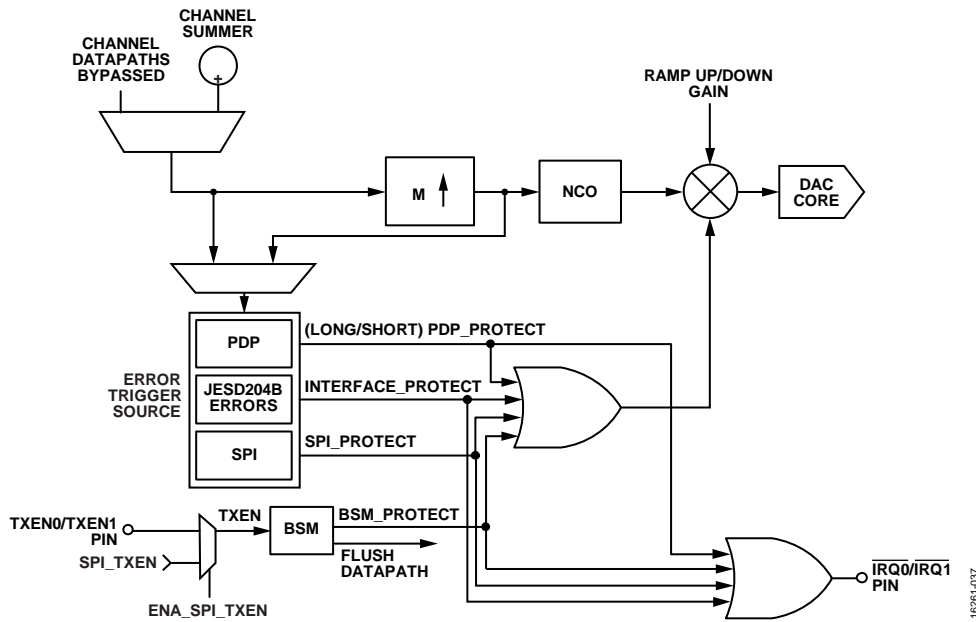 CHANNEL
SUMMER
+
CHANNEL
DATAPATHS
BYPASSED
RAMP UP/DOWN
GAIN
M
NCO
DAC
CORE
ERROR
TRIGGER
SOURCE
PDP
(LONG/SHORT) PDP_PROTECT
JESD204B
ERRORS
INTERFACE_PROTECT
SPI
SPI_PROTECT
TXEN0/TXEN1
PIN
SPI_TXEN
ENA_SPI_TXEN
TXEN
BSM
BSM_PROTECT
FLUSH
DATAPATH
IRQ0/IRQ1
PIN
16261-037